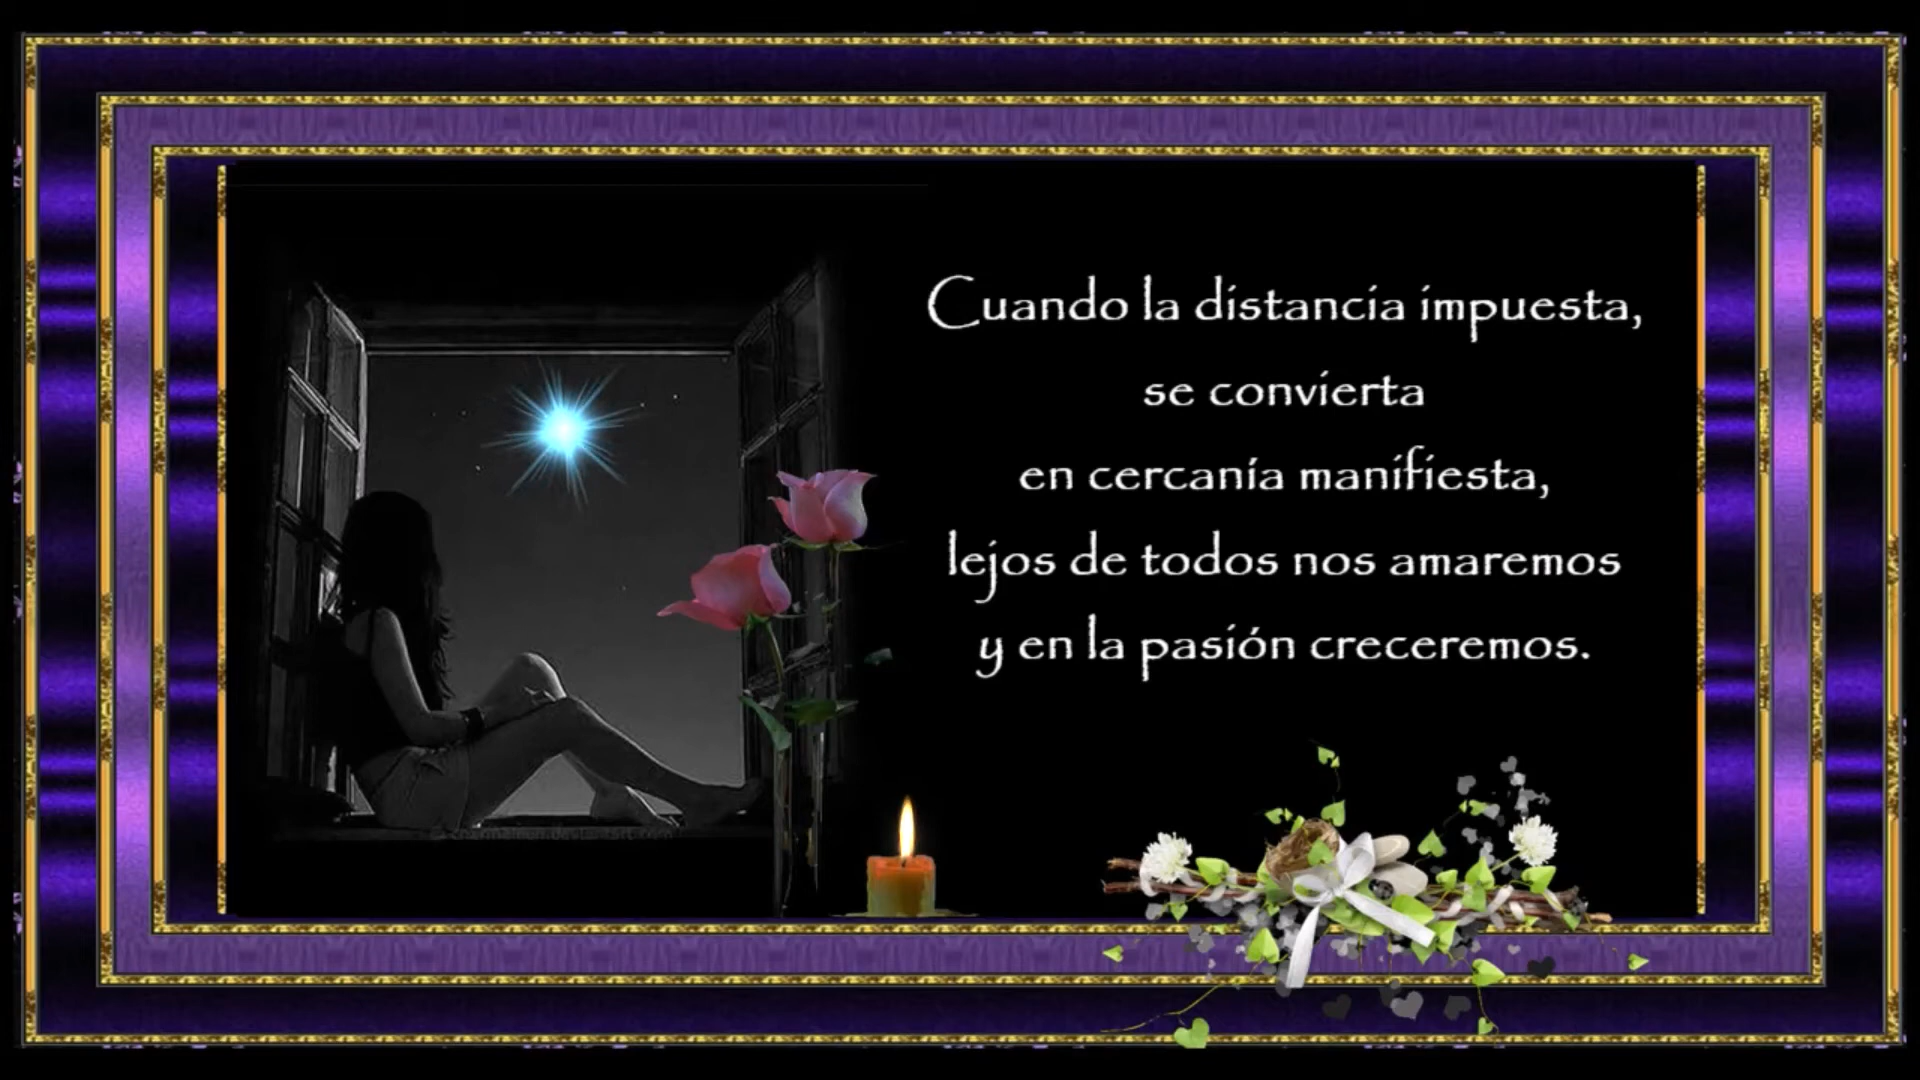 Cuando la distancia impuesta,
se convierta
en cercanía manifiesta,
lejos de todos nos amaremos
y en la pasión creceremos.